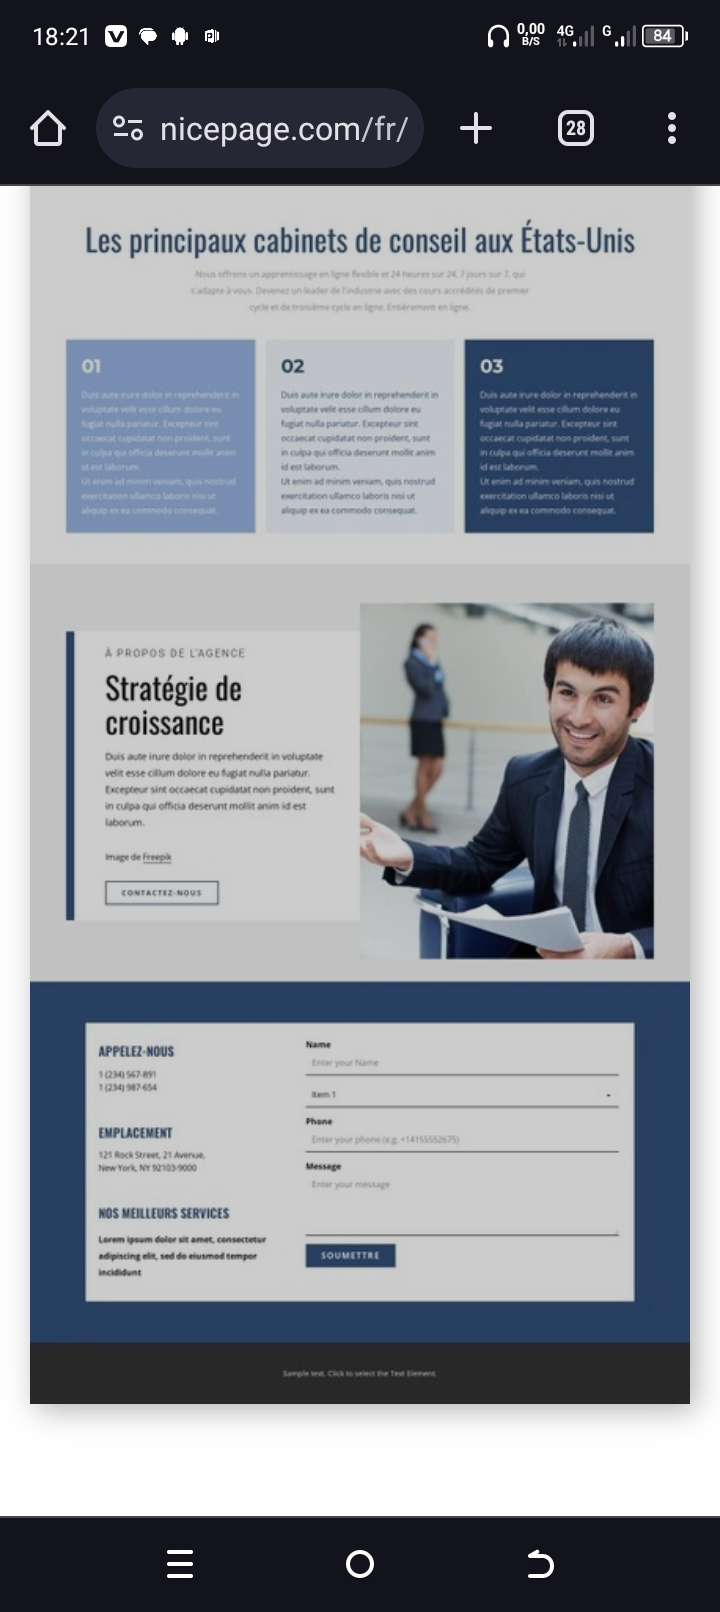 18:21
0,00
B/S
4G
G
84
nicepage.com/fr/
28
Les principaux cabinets de conseil aux États-Unis
Nous offrons un apprentissage en ligne flexible et 24 heures sur 24, 7 jours sur 7, qui
s'adapte à vous. Devenez un leader de l'industrie avec des cours accrédités de premier
cycle et de troisième cycle en ligne. Entièrement en ligne.
01
Duis aute irure dolor in reprehenderit in
voluptate velit esse cillum dolore eu
fugiat nulla pariatur. Excepteur sint
occaecat cupidatat non proident, sunt
in culpa qui officia deserunt mollit anim
id est laborum.
Ut enim ad minim veniam, quis nostrud
exercitation ullamco laboris nisi ut
aliquip ex ea commodo consequat.
02
Duis aute irure dolor in reprehenderit in
voluptate velit esse cillum dolore eu
fugiat nulla pariatur. Excepteur sint
occaecat cupidatat non proident, sunt
in culpa qui officia deserunt mollit anim
id est laborum.
Ut enim ad minim veniam, quis nostrud
exercitation ullamco laboris nisi ut
aliquip ex ea commodo consequat.
03
Duis aute irure dolor in reprehenderit in
voluptate velit esse cillum dolore eu
fugiat nulla pariatur. Excepteur sint
occaecat cupidatat non proident, sunt
in culpa qui officia deserunt mollit anim
id est laborum.
Ut enim ad minim veniam, quis nostrud
exercitation ullamco laboris nisi ut
aliquip ex ea commodo consequat.
À PROPOS DE L'AGENCE
Stratégie de
croissance
Duis aute irure dolor in reprehenderit in voluptate
velit esse cillum dolore eu fugiat nulla pariatur.
Excepteur sint occaecat cupidatat non proident, sunt
in culpa qui officia deserunt mollit anim id est
laborum.
Image de Freepik
CONTACTEZ-NOUS
APPELEZ-NOUS
1 (234) 567-891
1 (234) 987-654
EMPLACEMENT
121 Rock Street, 21 Avenue,
New York, NY 92103-9000
NOS MEILLEURS SERVICES
Lorem ipsum dolor sit amet, consectetur
adipiscing elit, sed do eiusmod tempor
incididunt
Name
Enter your Name
Item 1
Phone
Enter your phone (e.g. +14155552675)
Message
Enter your message
SOUMETTRE
Sample text. Click to select the Text Element.